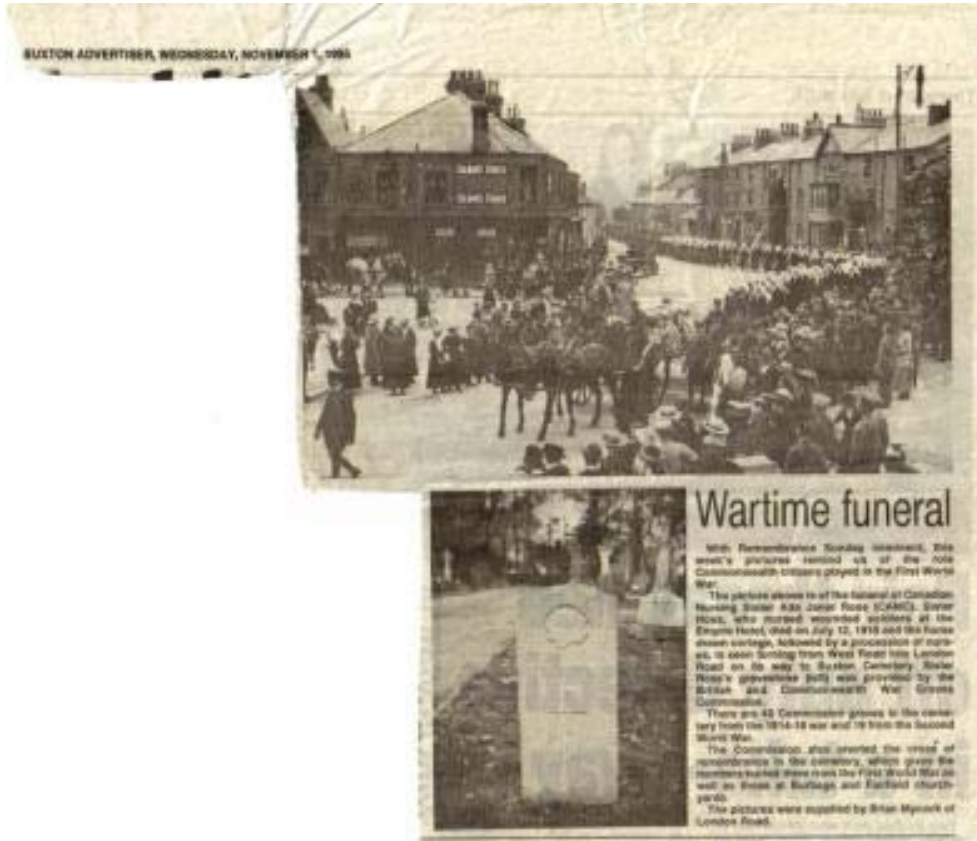 BUXTON ADVERTISER, WEDNESDAY, NOVEMBER 1,
Wartime funeral
With Remembrance Sunday imminent, this
week's pictures remind us of the role
Commonwealth citizens played in the First World
War.
The picture above is of the funeral of Canadian
Nursing Sister Ada Janet Ross (CAMC). Sister
Ross, who nursed wounded soldiers at the
Empire Hotel, died on July 12, 1918 and the horse
drawn cortege, followed by a procession of nurs-
es, is seen turning from West Road into London
Road on its way to Buxton Cemetery. Sister
Ross's gravestone (left) was provided by the
British and Commonwealth War Graves
Commission.
There are Commission graves in the ceme-
tery from the 1914-18 war and from the Second
World War.
The Commission also erected the cross of
remembrance in the cemetery, which gives the
numbers buried there from the First World War as
well as those at Burbage and Fairfield church-
yards.
The pictures were supplied by Brian Mycock of
London Road.